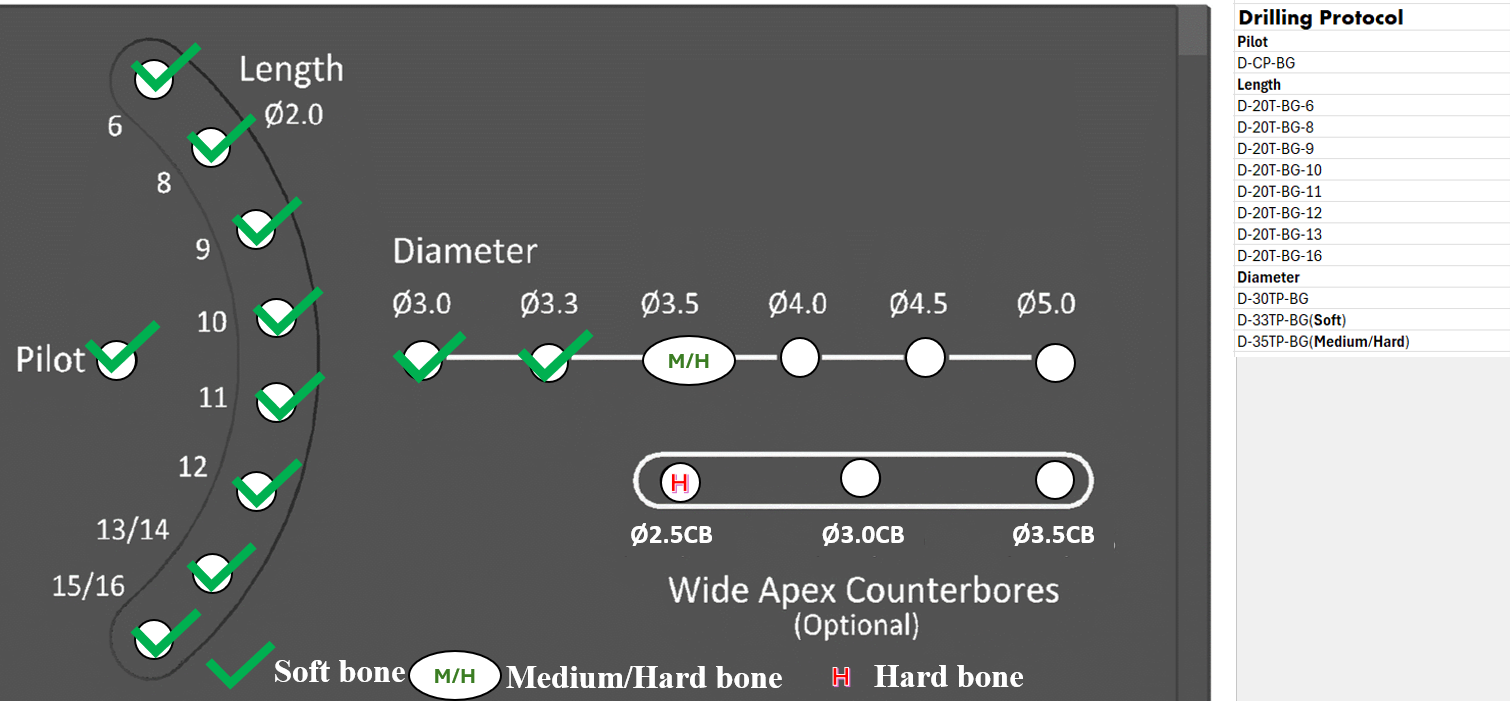 Length
Ø2.0
6
8
9
10
11
12
13/14
15/16
Pilot
Diameter
Ø3.0 Ø3.3 Ø3.5 Ø4.0 Ø4.5 Ø5.0
M/H
H
Ø2.5CB Ø3.0CB Ø3.5CB
Wide Apex Counterbores
(Optional)
Soft bone M/H Medium/Hard bone H Hard bone
Drilling Protocol
Pilot
D-CP-BG
Length
D-20T-BG-6
D-20T-BG-8
D-20T-BG-9
D-20T-BG-10
D-20T-BG-11
D-20T-BG-12
D-20T-BG-13
D-20T-BG-16
Diameter
D-30TP-BG
D-33TP-BG(Soft)
D-35TP-BG(Medium/Hard)